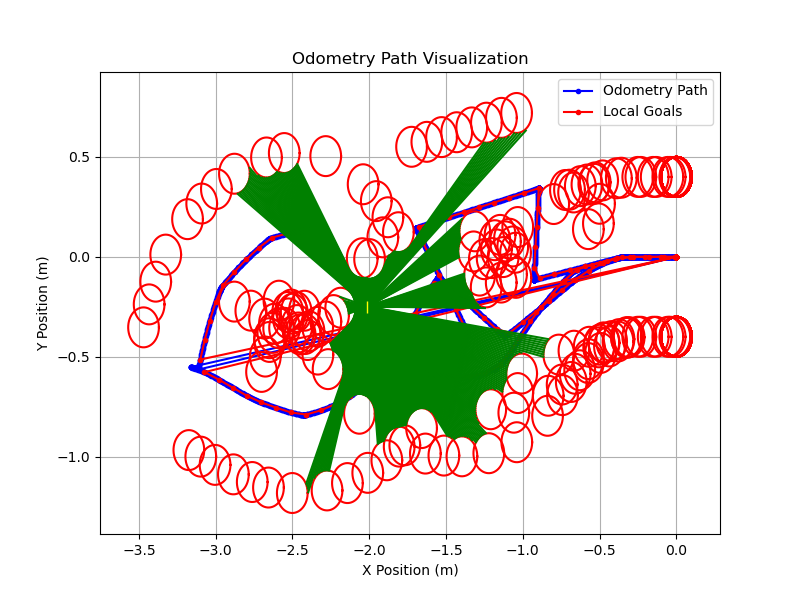 Odometry Path Visualization
Odometry Path
Local Goals
Y Position (m)
0.5
0.0
−0.5
−1.0
−3.5 −3.0 −2.5 −2.0 −1.5 −1.0 −0.5 0.0
X Position (m)